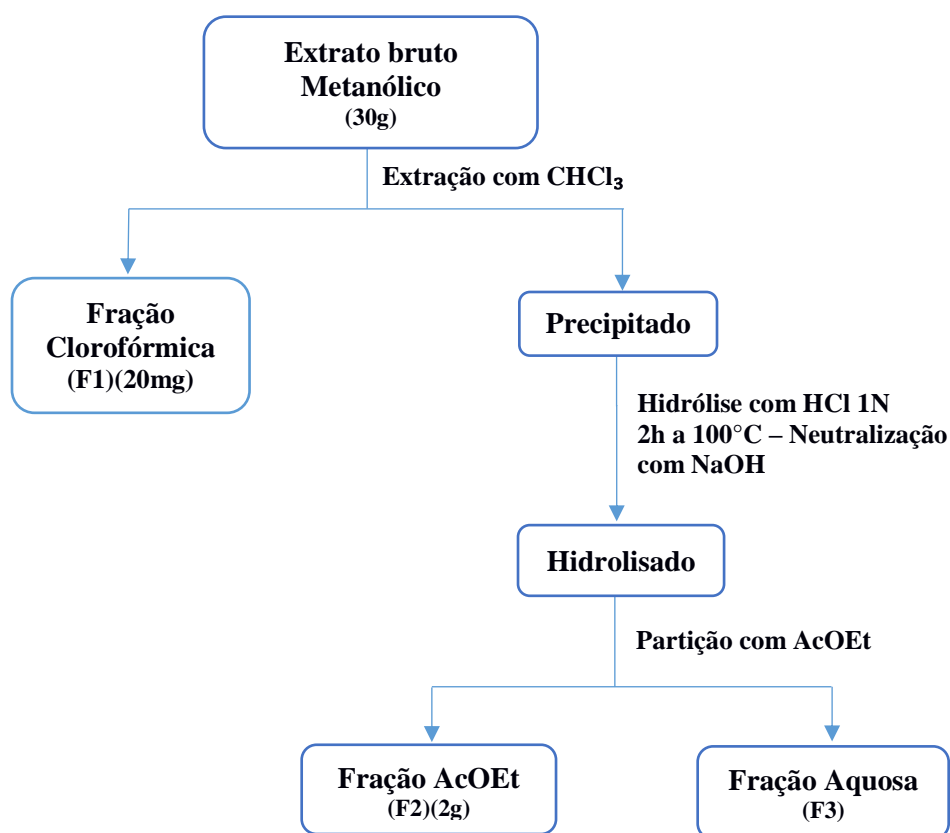 Extrato bruto
Metanólico
(30g)
Extração com CHCl₃
Fração
Clorofórmica
(F1)(20mg)
Precipitado
Hidrólise com HCl 1N
2h a 100°C – Neutralização
com NaOH
Hidrolisado
Partição com AcOEt
Fração AcOEt
(F2)(2g)
Fração Aquosa
(F3)